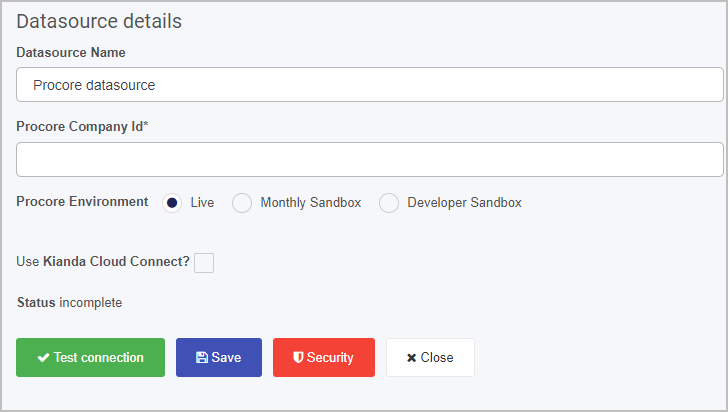 Datasource details
Datasource Name
Procore datasource
Procore Company Id*
Procore Environment Live Monthly Sandbox Developer Sandbox
Use Kianda Cloud Connect?
Status incomplete
Test connection Save Security Close